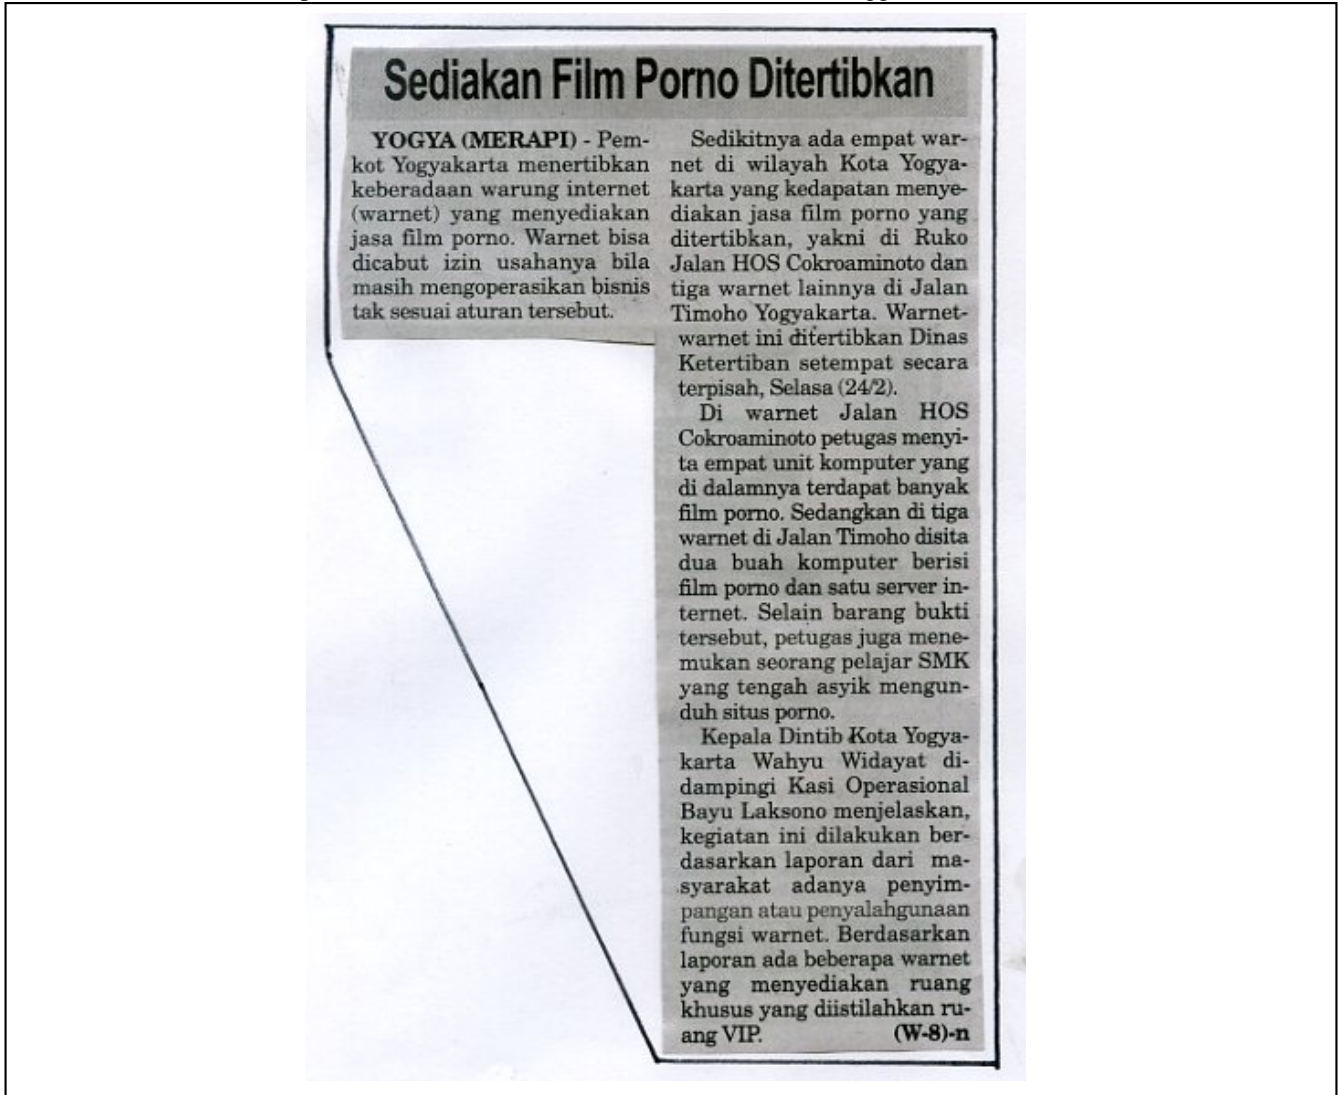 Sediakan Film Porno Ditertibkan
YOGYA (MERAPI) - Pem-
kot Yogyakarta menertibkan
keberadaan warung internet
(warnet) yang menyediakan
jasa film porno. Warnet bisa
dicabut izin usahanya bila
masih mengoperasikan bisnis
tak sesuai aturan tersebut.
Sedikitnya ada empat war-
net di wilayah Kota Yogya-
karta yang kedapatan menye-
diakan jasa film porno yang
ditertibkan, yakni di Ruko
Jalan HOS Cokroaminoto dan
tiga warnet lainnya di Jalan
Timoho Yogyakarta. Warnet-
warnet ini ditertibkan Dinas
Ketertiban setempat secara
terpisah, Selasa (24/2).
Di warnet Jalan HOS
Cokroaminoto petugas menyi-
ta empat unit komputer yang
di dalamnya terdapat banyak
film porno. Sedangkan di tiga
warnet di Jalan Timoho disita
dua buah komputer berisi
film porno dan satu server in-
ternet. Selain barang bukti
tersebut, petugas juga mene-
mukan seorang pelajar SMK
yang tengah asyik mengun-
duh situs porno.
Kepala Dintib Kota Yogya-
karta Wahyu Widayat di-
dampingi Kasi Operasional
Bayu Laksono menjelaskan,
kegiatan ini dilakukan ber-
dasarkan laporan dari ma-
syarakat adanya penyim-
pangan atau penyalahgunaan
fungsi warnet. Berdasarkan
laporan ada beberapa warnet
yang menyediakan ruang
khusus yang diistilahkan ru-
ang VIP. (W-8)-n